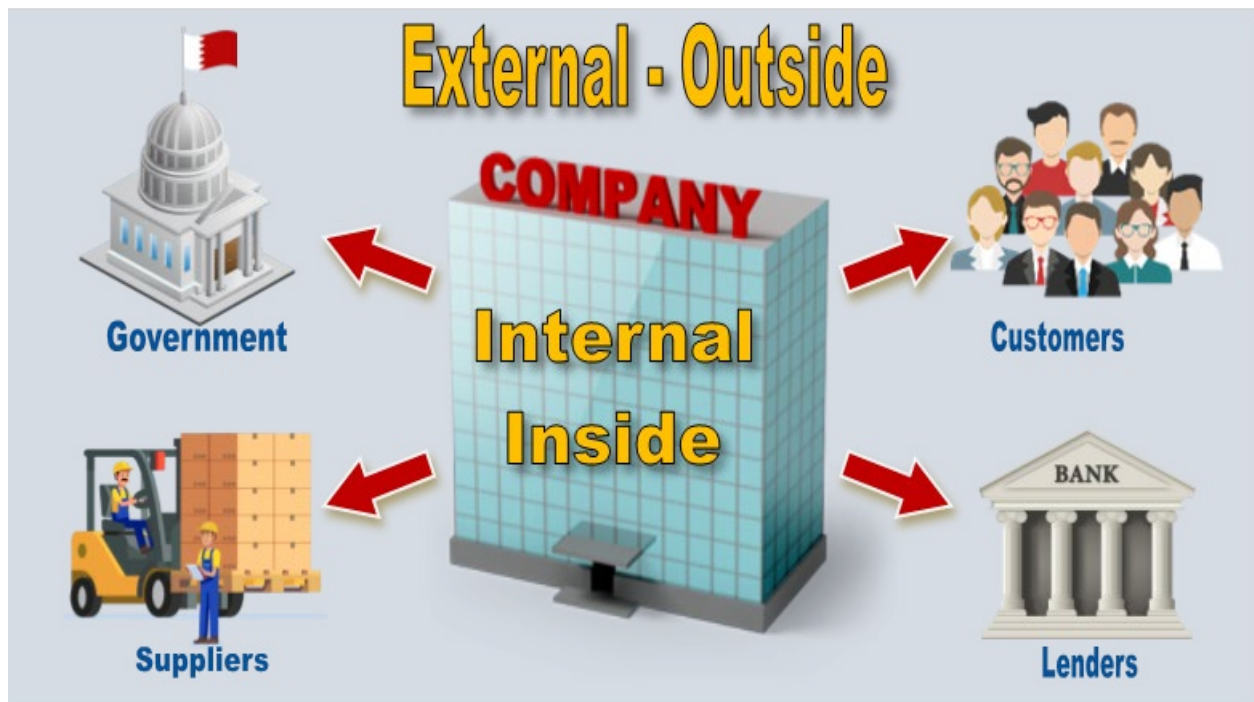 External - Outside
COMPANY
Internal
Inside
Government
Customers
BANK
Suppliers
Lenders